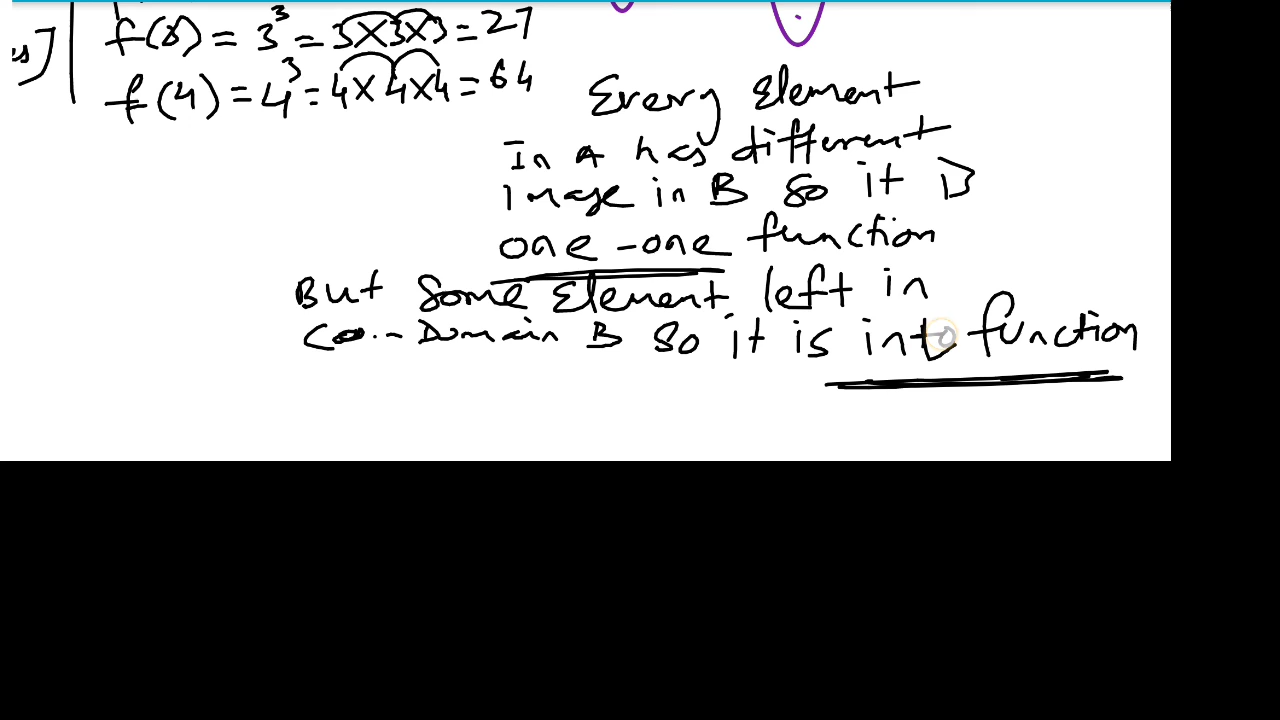 f(3) = 3³ = 3×3×3 = 27
f(4) = 4³ = 4×4×4 = 64
Every Element
In A has different
Image in B So it is
one-one function
But Some Element left in
Co-Domain B So it is into function